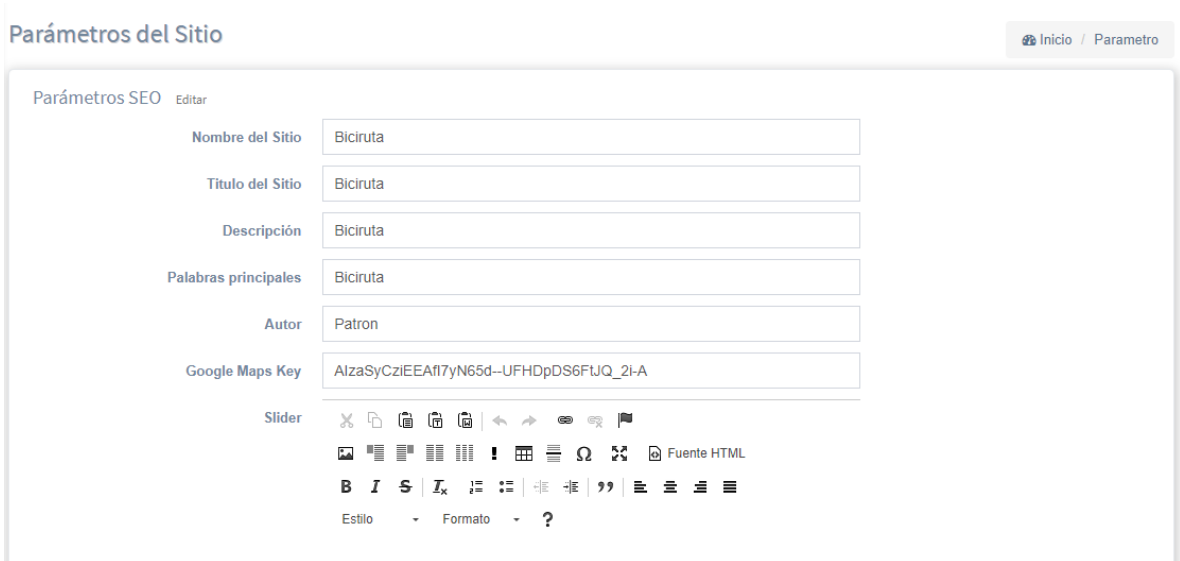 Parámetros del Sitio
Inicio / Parametro
Parámetros SEO Editar
Nombre del Sitio Biciruta
Titulo del Sitio Biciruta
Descripción Biciruta
Palabras principales Biciruta
Autor Patron
Google Maps Key AIzaSyCziEEAfI7yN65d--UFHDpDS6FtJQ_2i-A
Slider
Fuente HTML
Estilo Formato ?